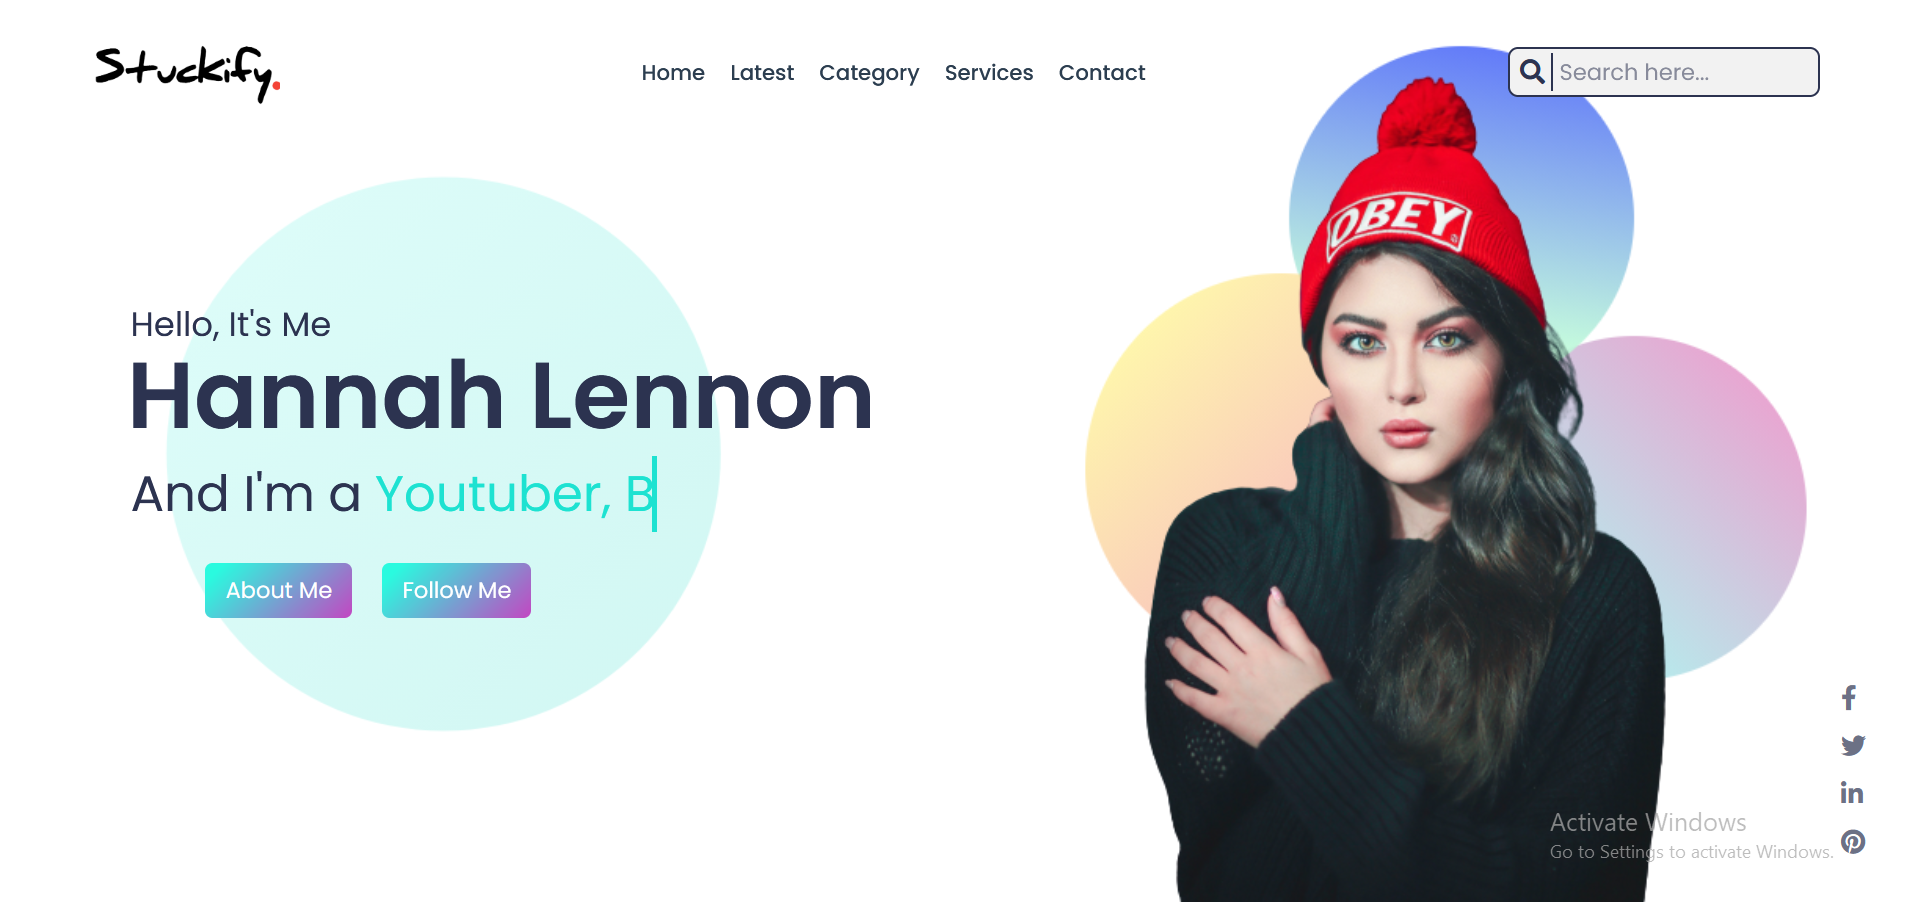 Stuckify.
Home Latest Category Services Contact
Search here...
OBEY
Hello, It's Me
Hannah Lennon
And I'm a Youtuber, B
About Me Follow Me
Activate Windows
Go to Settings to activate Windows.